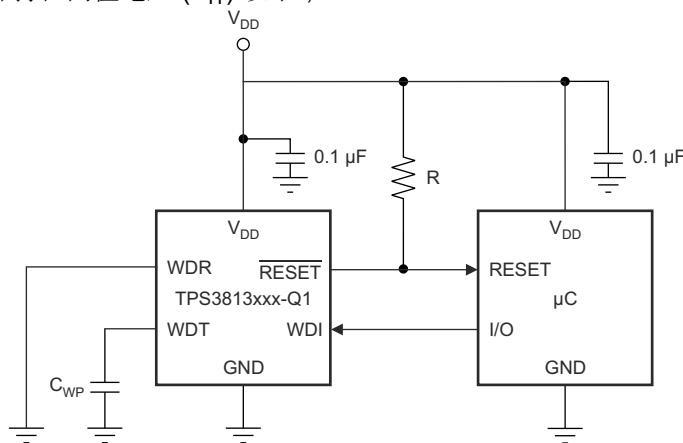 V_DD
0.1 µF
0.1 µF
R
V_DD
V_DD
WDR
RESET
RESET
TPS3813xxx-Q1
µC
WDT
WDI
I/O
GND
GND
C_WP